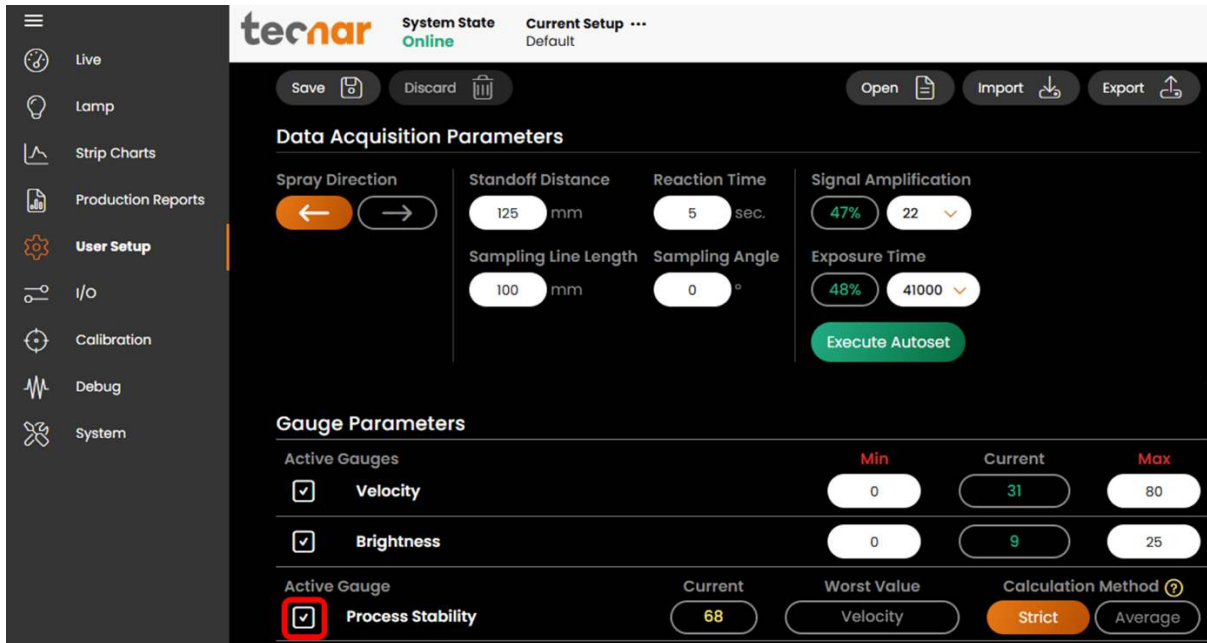 tecnar
System State
Online
Current Setup ···
Default
Live
Lamp
Strip Charts
Production Reports
User Setup
I/O
Calibration
Debug
System
Save
Discard
Open
Import
Export
Data Acquisition Parameters
Spray Direction
Standoff Distance
125 mm
Reaction Time
5 sec.
Sampling Line Length
100 mm
Sampling Angle
0 °
Signal Amplification
47% 22
Exposure Time
48% 41000
Execute Autoset
Gauge Parameters
Active Gauges Min Current Max
Velocity 0 31 80
Brightness 0 9 25
Active Gauge Current Worst Value Calculation Method ?
Process Stability 68 Velocity Strict Average